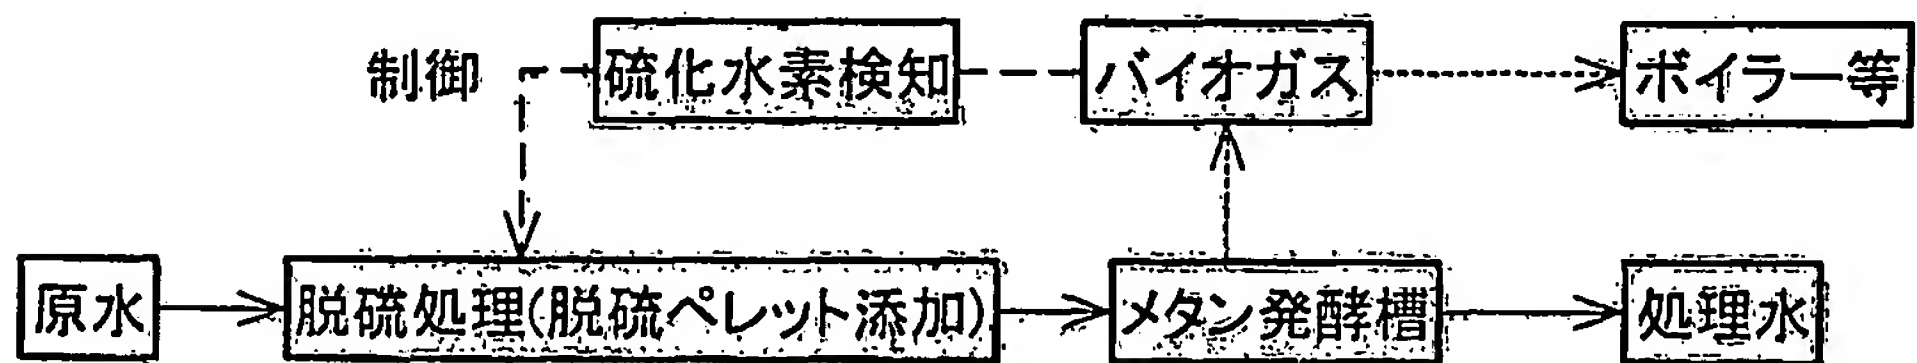 制御
硫化水素検知
バイオガス
ボイラー等
原水
脱硫処理(脱硫ペレット添加)
メタン発酵槽
処理水